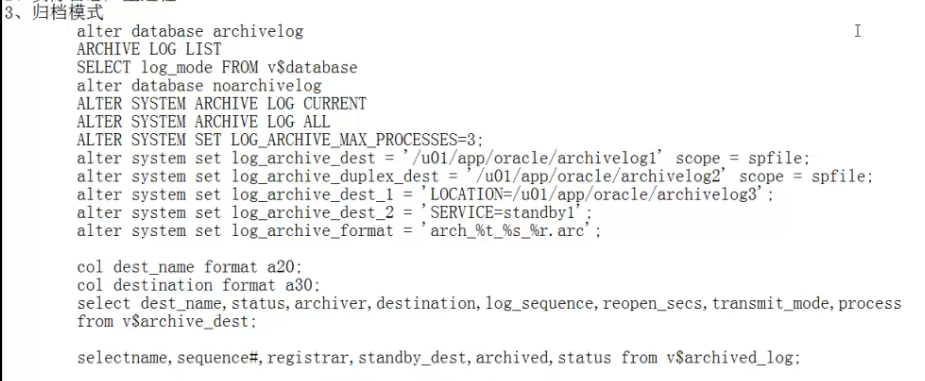 3、归档模式
alter database archivelog
ARCHIVE LOG LIST
SELECT log_mode FROM v$database
alter database noarchivelog
ALTER SYSTEM ARCHIVE LOG CURRENT
ALTER SYSTEM ARCHIVE LOG ALL
ALTER SYSTEM SET LOG_ARCHIVE_MAX_PROCESSES=3;
alter system set log_archive_dest = '/u01/app/oracle/archivelog1' scope = spfile;
alter system set log_archive_duplex_dest = '/u01/app/oracle/archivelog2' scope = spfile;
alter system set log_archive_dest_1 = 'LOCATION=/u01/app/oracle/archivelog3';
alter system set log_archive_dest_2 = 'SERVICE=standby1';
alter system set log_archive_format = 'arch_%t_%s_%r.arc';
col dest_name format a20;
col destination format a30;
select dest_name,status,archiver,destination,log_sequence,reopen_secs,transmit_mode,process
from v$archive_dest;
selectname,sequence#,registrar,standby_dest,archived,status from v$archived_log;